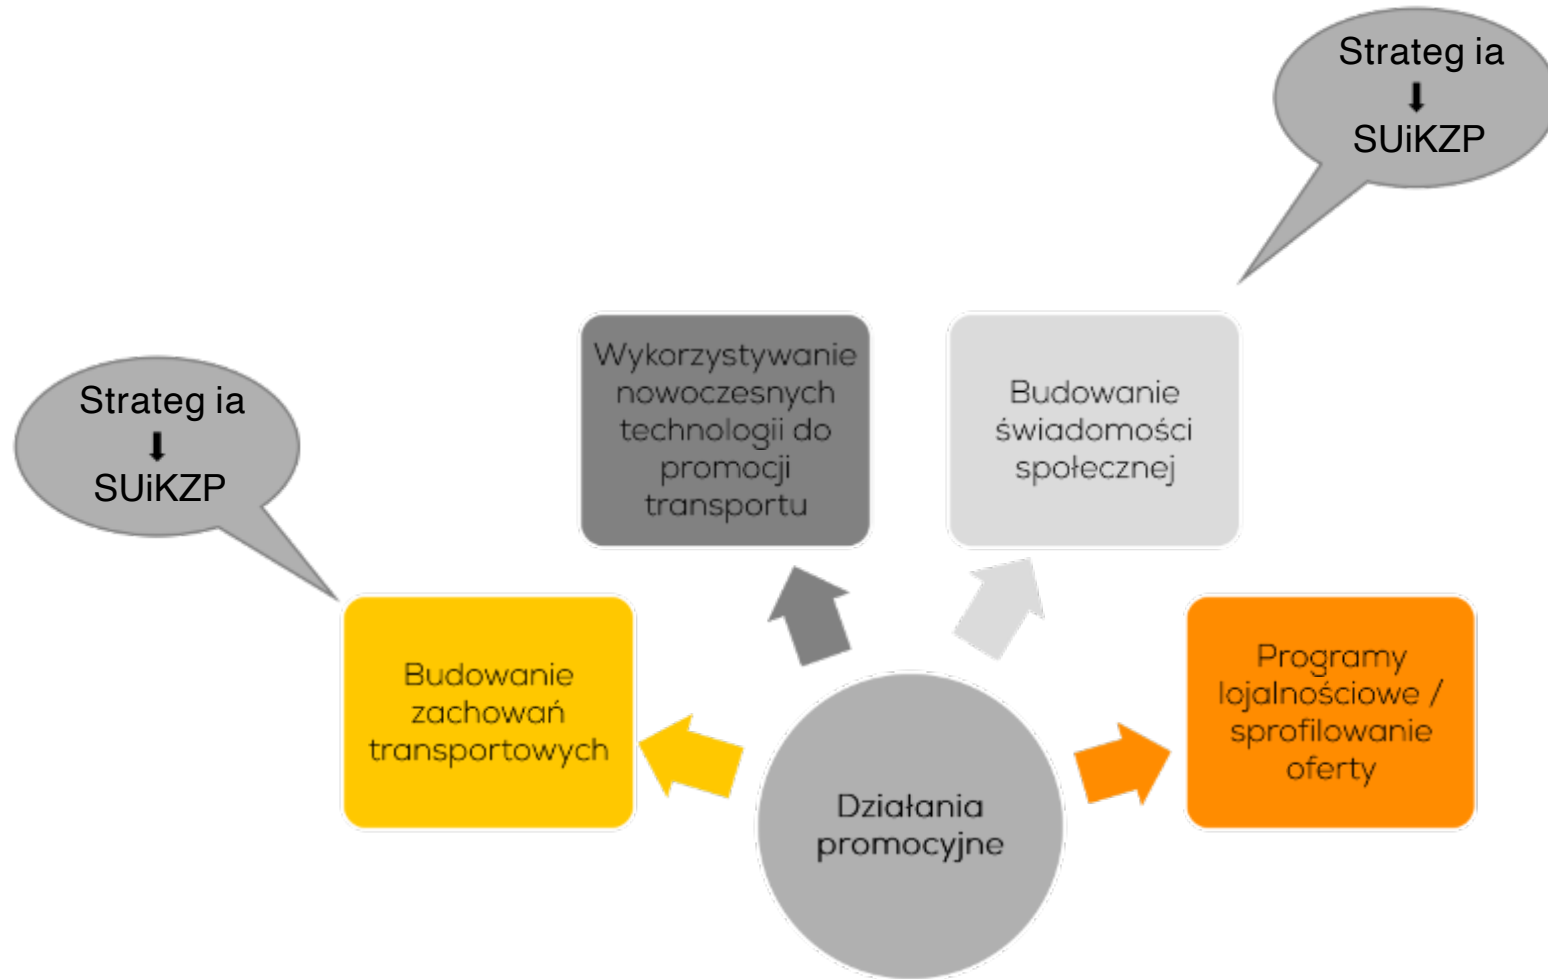 Strateg ia
⬇
SUiKZP
Strateg ia
⬇
SUiKZP
Wykorzystywanie
nowoczesnych
technologii do
promocji
transportu
Budowanie
świadomości
społecznej
Budowanie
zachowań
transportowych
Programy
lojalnościowe /
sprofilowanie
oferty
Działania
promocyjne